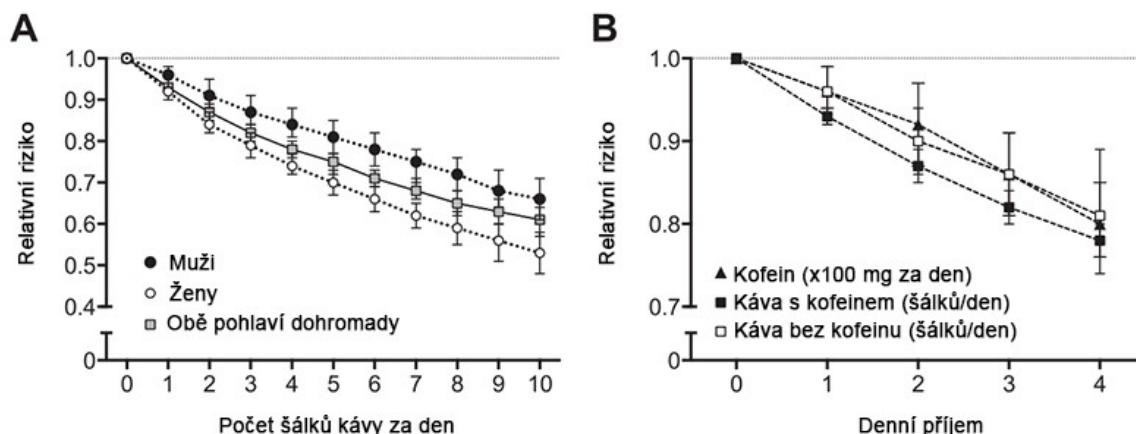 A
Relativní riziko
1.0
0.9
0.8
0.7
0.6
0.5
0.4
0
Muži
Ženy
Obě pohlaví dohromady
0 1 2 3 4 5 6 7 8 9 10
Počet šálků kávy za den
B
Relativní riziko
1.0
0.9
0.8
0.7
0
Kofein (x100 mg za den)
Káva s kofeinem (šálků/den)
Káva bez kofeinu (šálků/den)
0 1 2 3 4
Denní příjem